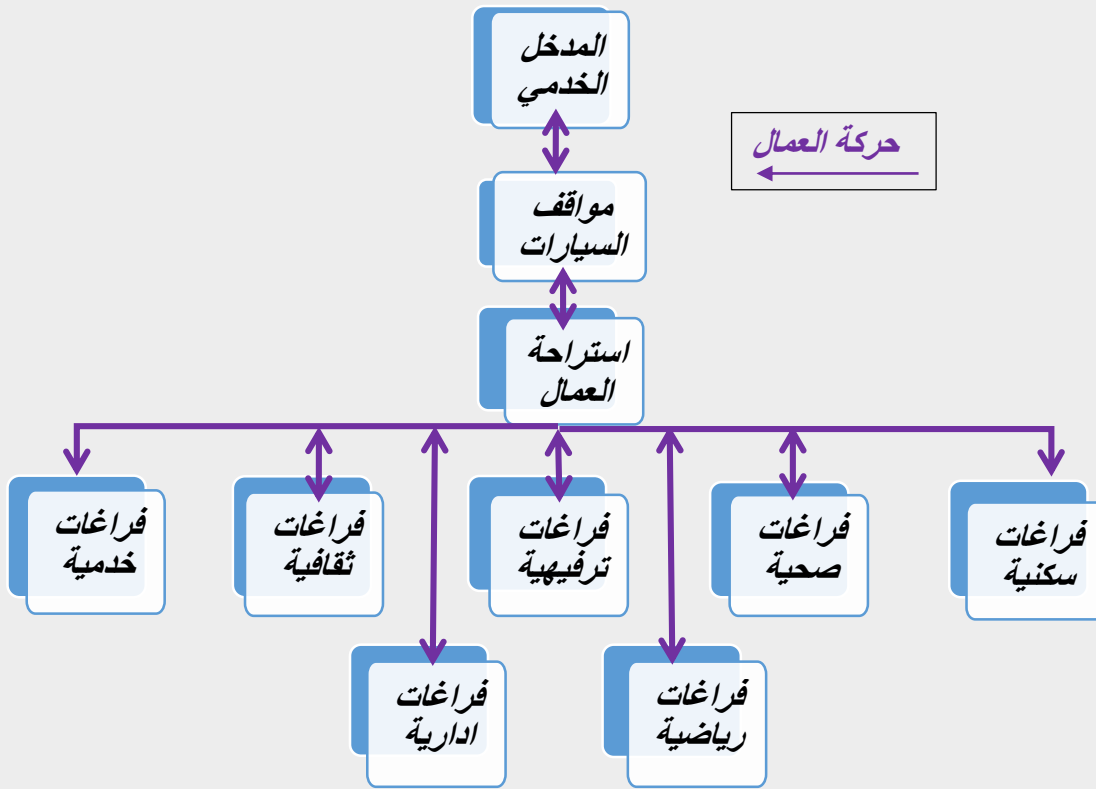 المدخل
الخدمي
حركة العمال
مواقف
السيارات
استراحة
العمال
فراغات
سكنية
فراغات
صحية
فراغات
ترفيهية
فراغات
ثقافية
فراغات
خدمية
فراغات
رياضية
فراغات
ادارية